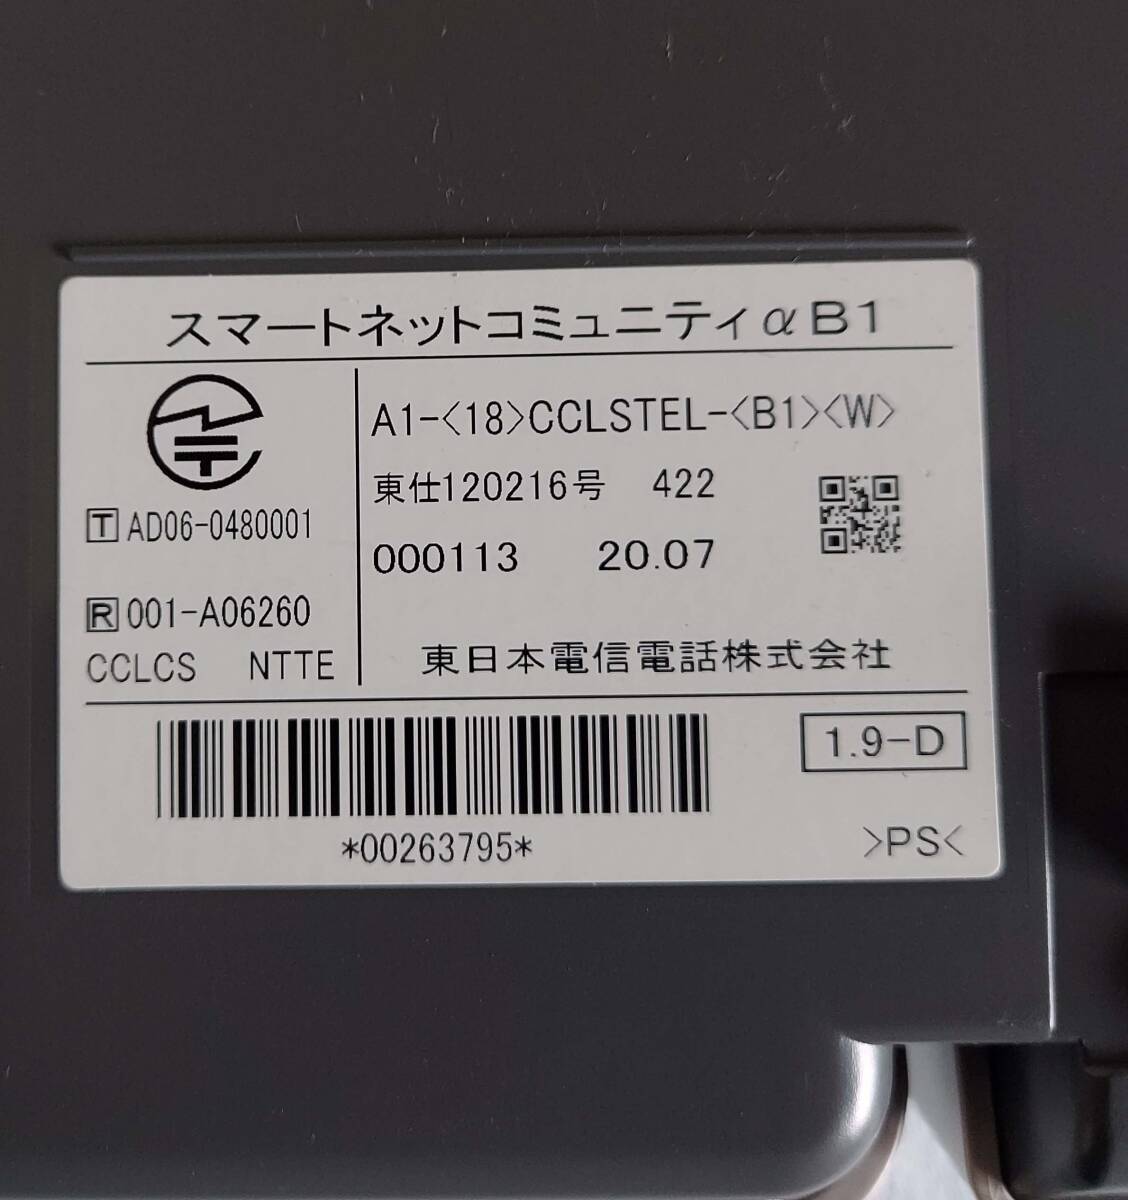 スマートネットコミュニティαB1
A1-<18>CCLSTEL-<B1><W>
東仕120216号 422
000113 20.07
東日本電信電話株式会社
T AD06-0480001
R 001-A06260
CCLCS NTTE
*00263795*
1.9-D
>PS<